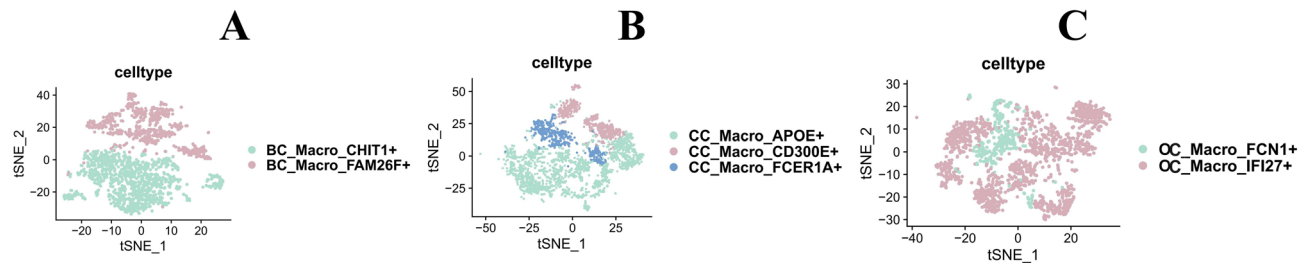 A
celltype
tSNE_2
40
20
0
−20
−20
−10
0
10
20
tSNE_1
BC_Macro_CHIT1+
BC_Macro_FAM26F+
B
celltype
tSNE_2
50
25
0
−25
−50
−25
0
25
tSNE_1
CC_Macro_APOE+
CC_Macro_CD300E+
CC_Macro_FCER1A+
C
celltype
tSNE_2
30
20
10
0
−10
−20
−30
−40
−20
0
20
tSNE_1
OC_Macro_FCN1+
OC_Macro_IFI27+